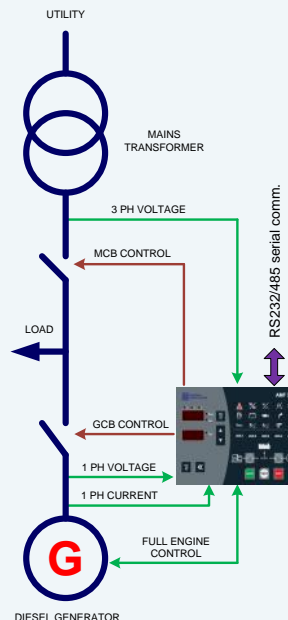 UTILITY
MAINS
TRANSFORMER
3 PH VOLTAGE
RS232/485 serial comm.
MCB CONTROL
LOAD
GCB CONTROL
1 PH VOLTAGE
1 PH CURRENT
FULL ENGINE
CONTROL
G
DIESEL GENERATOR